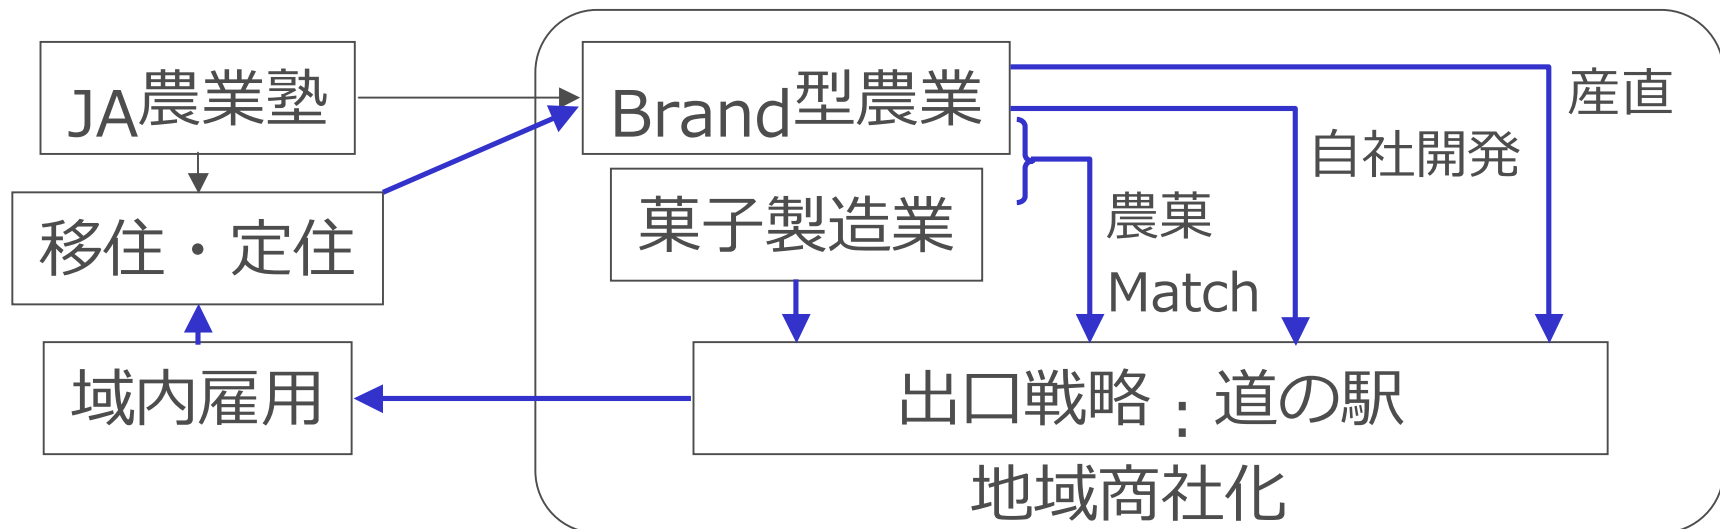 JA農業塾
Brand型農業
産直
自社開発
移住・定住
菓子製造業
農菓
Match
域内雇用
出口戦略：道の駅
地域商社化